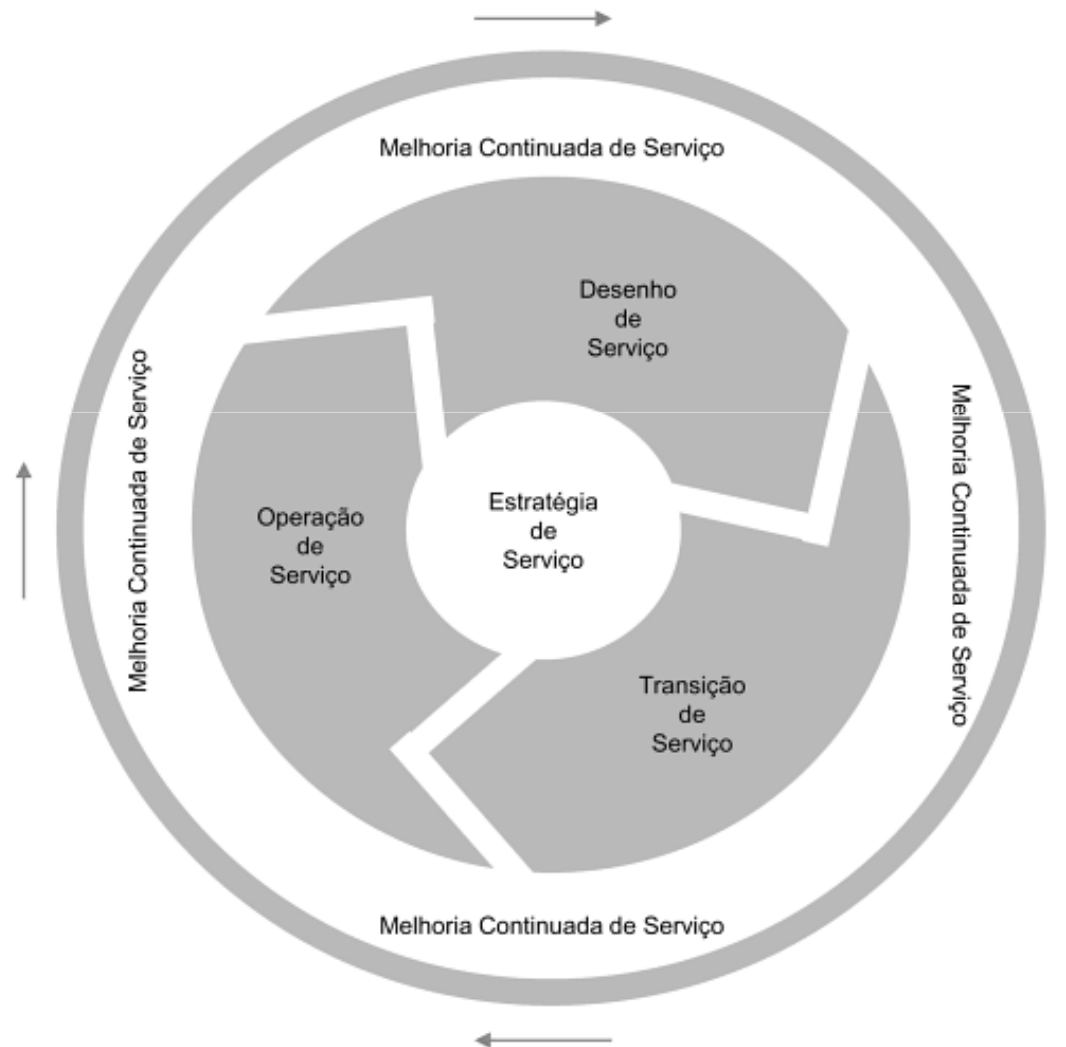 Melhoria Continuada de Serviço
Desenho
de
Serviço
Melhoria Continuada de Serviço
Melhoria Continuada de Serviço
Estratégia
de
Serviço
Operação
de
Serviço
Transição
de
Serviço
Melhoria Continuada de Serviço